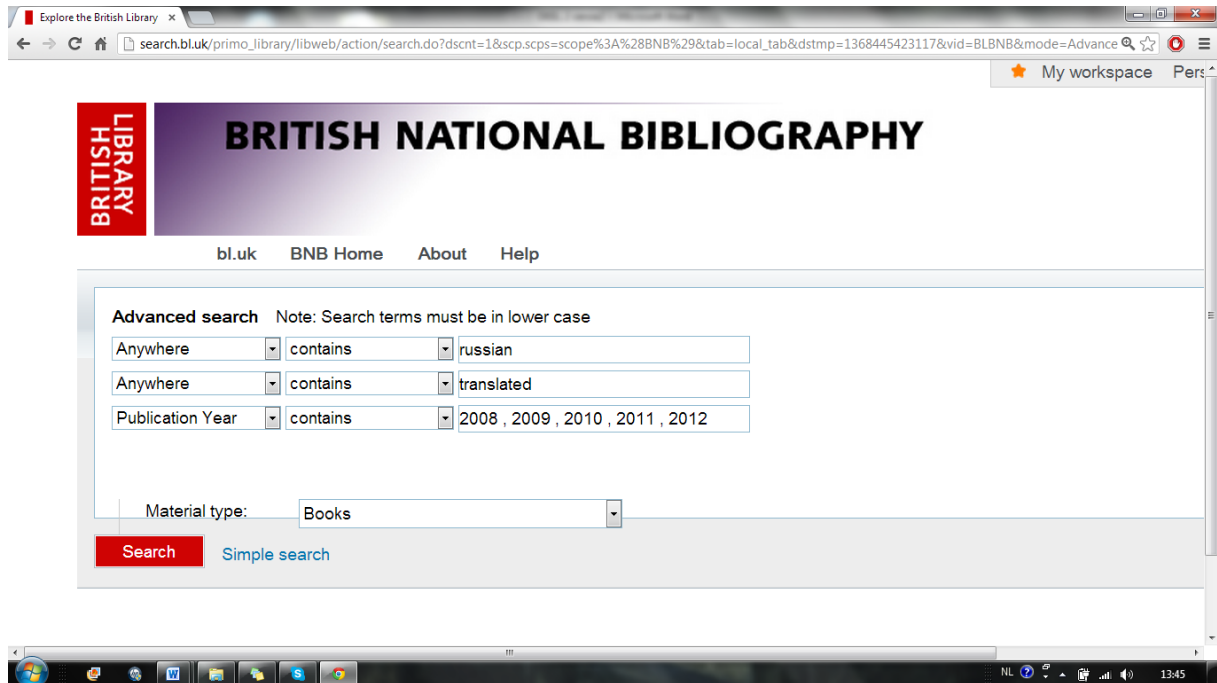 Explore the British Library ×
search.bl.uk/primo_library/libweb/action/search.do?dscnt=1&scp.scps=scope%3A%28BNB%29&tab=local_tab&dstmp=1368445423117&vid=BLBNB&mode=Advance
My workspace Pers
BRITISH LIBRARY
BRITISH NATIONAL BIBLIOGRAPHY
bl.uk BNB Home About Help
Advanced search Note: Search terms must be in lower case
Anywhere contains russian
Anywhere contains translated
Publication Year contains 2008 , 2009 , 2010 , 2011 , 2012
Material type: Books
Search Simple search
NL 13:45